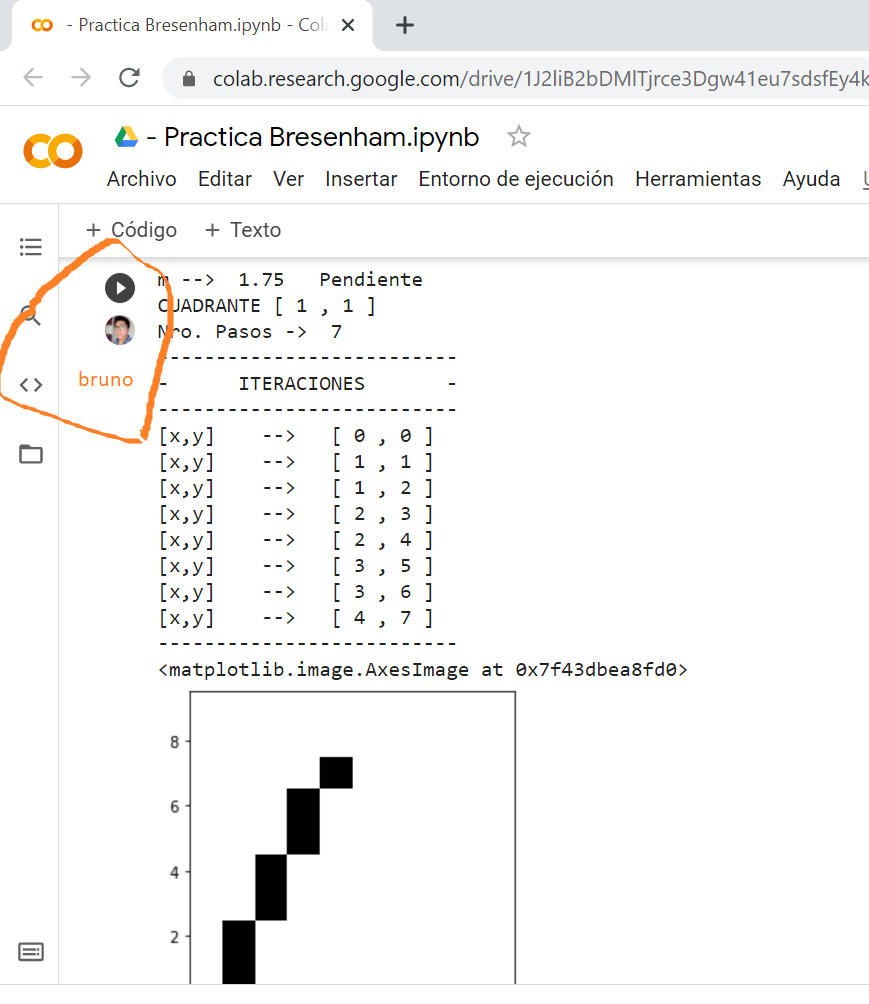 - Practica Bresenham.ipynb - Col
colab.research.google.com/drive/1J2liB2bDMlTjrce3Dgw41eu7sdsfEy4k
- Practica Bresenham.ipynb
Archivo Editar Ver Insertar Entorno de ejecución Herramientas Ayuda
+ Código + Texto
m --> 1.75 Pendiente
CUADRANTE [ 1 , 1 ]
Nro. Pasos -> 7
--------------------------
bruno
- ITERACIONES -
--------------------------
[x,y] --> [ 0 , 0 ]
[x,y] --> [ 1 , 1 ]
[x,y] --> [ 1 , 2 ]
[x,y] --> [ 2 , 3 ]
[x,y] --> [ 2 , 4 ]
[x,y] --> [ 3 , 5 ]
[x,y] --> [ 3 , 6 ]
[x,y] --> [ 4 , 7 ]
--------------------------
<matplotlib.image.AxesImage at 0x7f43dbea8fd0>
8
6
4
2